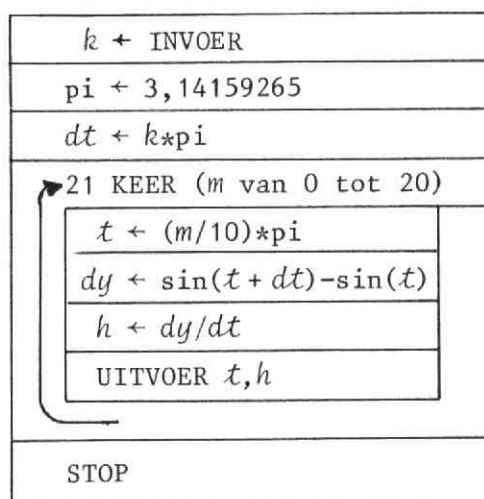 k ← INVOER
pi ← 3,14159265
dt ← k*pi
21 KEER (m van 0 tot 20)
t ← (m/10)*pi
dy ← sin(t + dt)-sin(t)
h ← dy/dt
UITVOER t,h
STOP